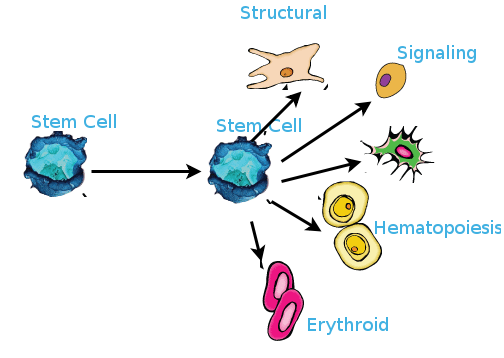 Structural
Signaling
Stem Cell
Stem Cell
Hematopoiesis
Erythroid